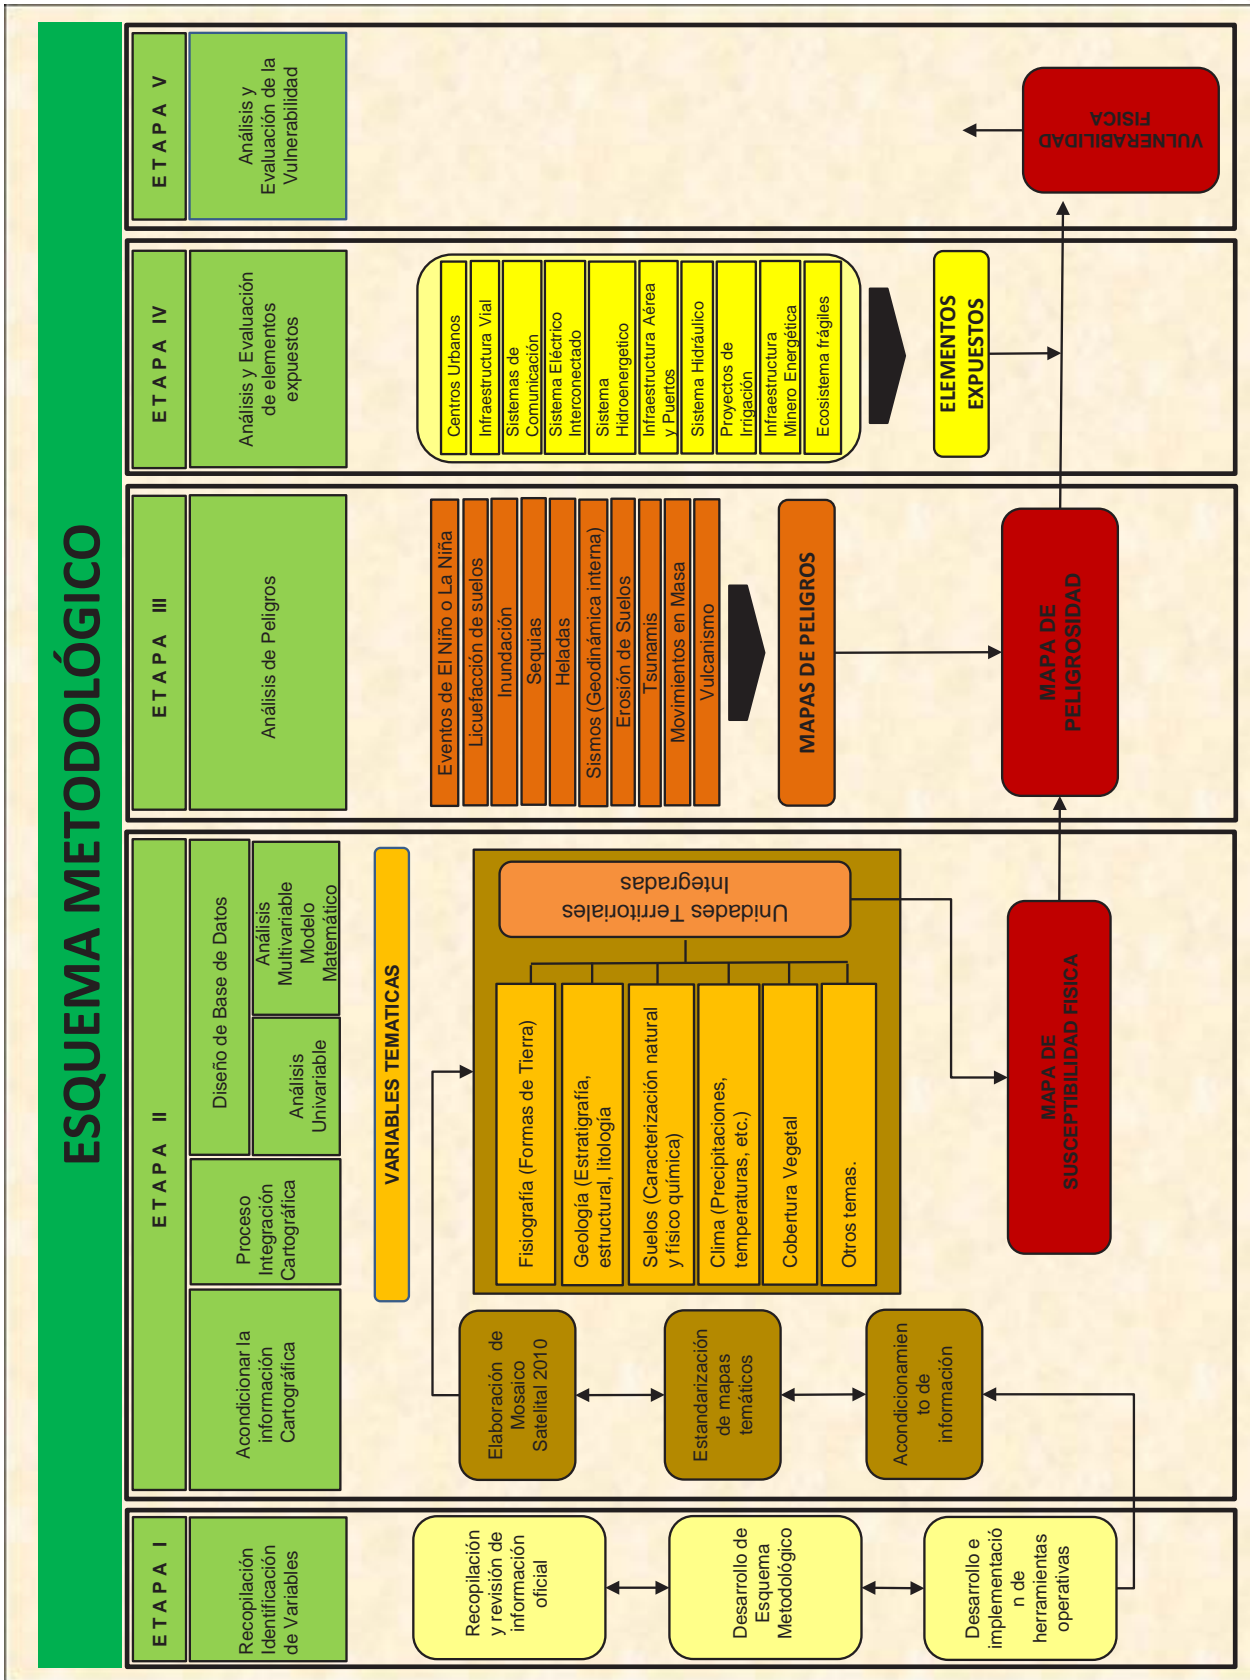 ESQUEMA METODOLÓGICO
ETAPA I
Recopilación
Identificación
de Variables
Recopilación
y revisión de
información
oficial
Desarrollo de
Esquema
Metodológico
Desarrollo e
implementació
n de
herramientas
operativas
ETAPA II
Acondicionar la
información
Cartográfica
Proceso
Integración
Cartográfica
Diseño de Base de Datos
Análisis
Univariable
Análisis
Multivariable
Modelo
Matemático
VARIABLES TEMATICAS
Elaboración de
Mosaico
Satelital 2010
Estandarización
de mapas
temáticos
Acondicionamien
to de
información
Fisiografía (Formas de Tierra)
Geología (Estratigrafía,
estructural, litología
Suelos (Caracterización natural
y físico química)
Clima (Precipitaciones,
temperaturas, etc.)
Cobertura Vegetal
Otros temas.
Unidades Territoriales
Integradas
MAPA DE
SUSCEPTIBILIDAD FISICA
ETAPA III
Análisis de Peligros
Eventos de El Niño o La Niña
Licuefacción de suelos
Inundación
Sequias
Heladas
Sismos (Geodinámica interna)
Erosión de Suelos
Tsunamis
Movimientos en Masa
Vulcanismo
MAPAS DE PELIGROS
MAPA DE
PELIGROSIDAD
ETAPA IV
Análisis y Evaluación
de elementos
expuestos
Centros Urbanos
Infraestructura Vial
Sistemas de
Comunicación
Sistema Eléctrico
Interconectado
Sistema
Hidroenergetico
Infraestructura Aérea
y Puertos
Sistema Hidráulico
Proyectos de
Irrigación
Infraestructura
Minero Energética
Ecosistema frágiles
ELEMENTOS
EXPUESTOS
ETAPA V
Análisis y
Evaluación de la
Vulnerabilidad
VULNERABILIDAD
FISICA